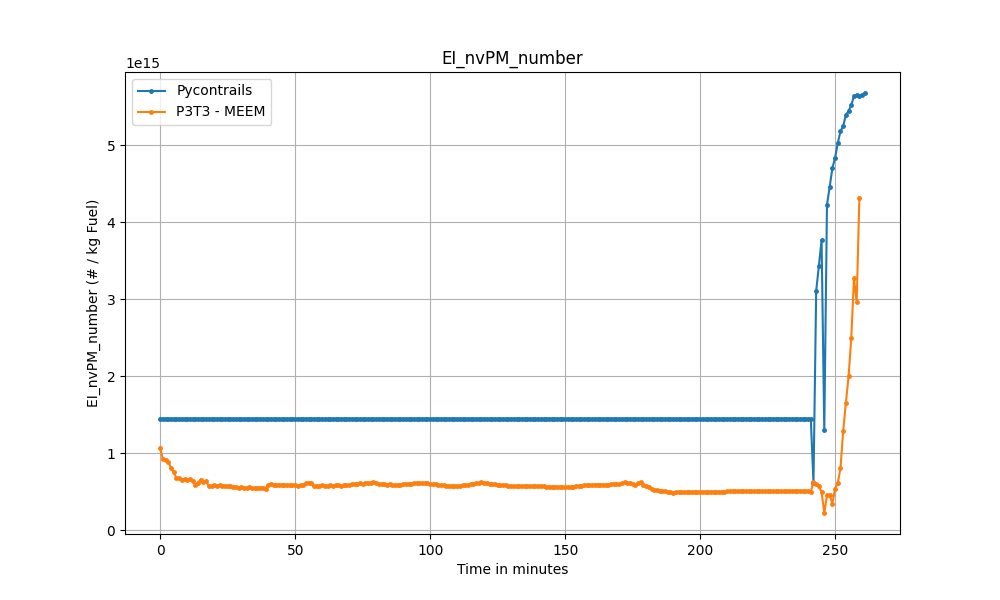 EI_nvPM_number
1e15
Pycontrails
P3T3 - MEEM
5
4
3
2
1
0
EI_nvPM_number (# / kg Fuel)
0 50 100 150 200 250
Time in minutes